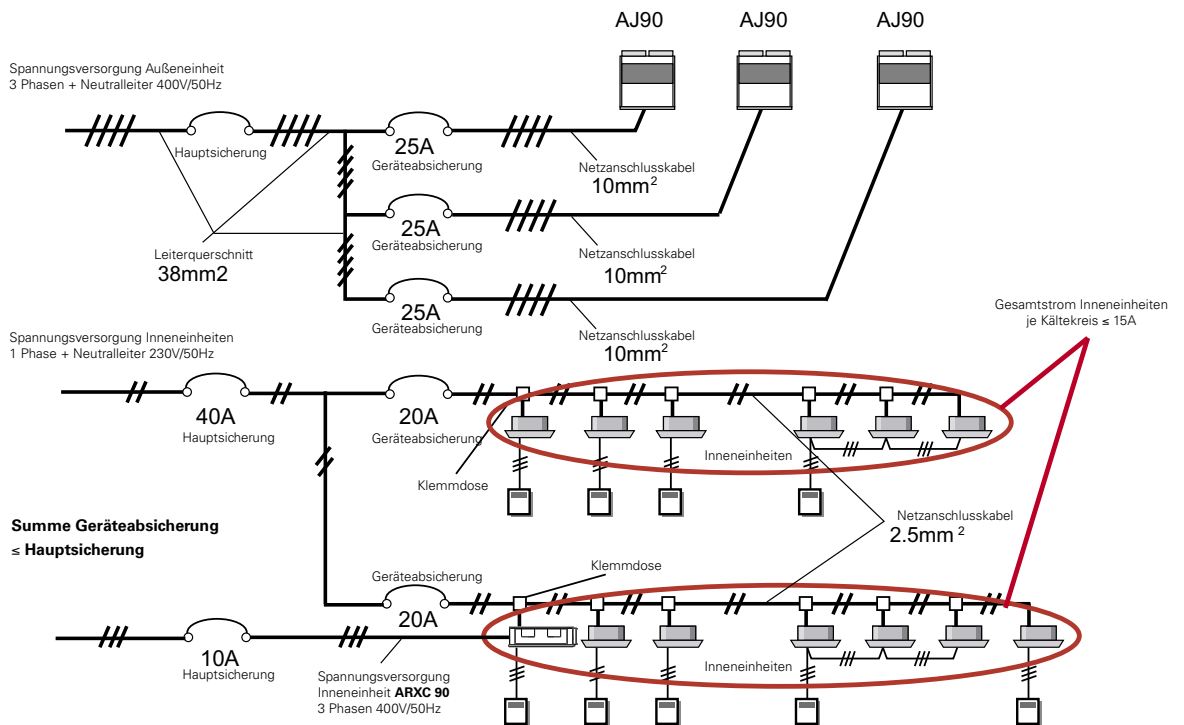 AJ90
AJ90
AJ90
Spannungsversorgung Außeneinheit
3 Phasen + Neutralleiter 400V/50Hz
Hauptsicherung
25A
Geräteabsicherung
Netzanschlusskabel
10mm²
25A
Geräteabsicherung
Netzanschlusskabel
10mm²
Leiterquerschnitt
38mm2
25A
Geräteabsicherung
Netzanschlusskabel
10mm²
Gesamtstrom Inneneinheiten
je Kältekreis ≤ 15A
Spannungsversorgung Inneneinheiten
1 Phase + Neutralleiter 230V/50Hz
40A
Hauptsicherung
20A
Geräteabsicherung
Inneneinheiten
Klemmdose
Netzanschlusskabel
2.5mm ²
Summe Geräteabsicherung
≤ Hauptsicherung
Klemmdose
Geräteabsicherung
20A
10A
Hauptsicherung
Spannungsversorgung
Inneneinheit ARXC 90
3 Phasen 400V/50Hz
Inneneinheiten